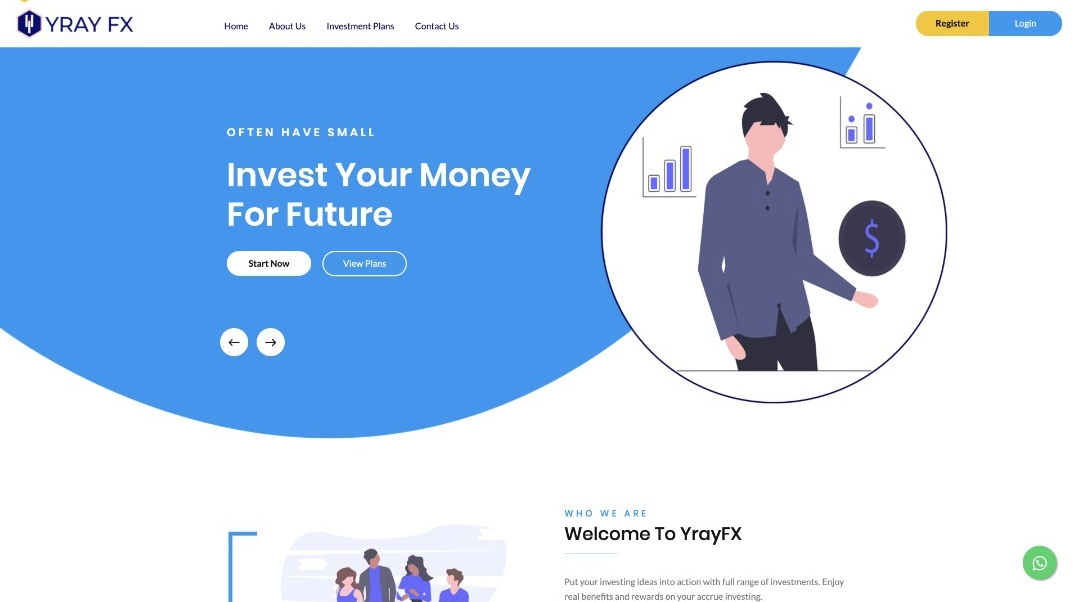 YRAY FX
Home About Us Investment Plans Contact Us
Register Login
OFTEN HAVE SMALL
Invest Your Money
For Future
Start Now View Plans
$
WHO WE ARE
Welcome To YrayFX
Put your investing ideas into action with full range of investments. Enjoy
real benefits and rewards on your accrue investing.